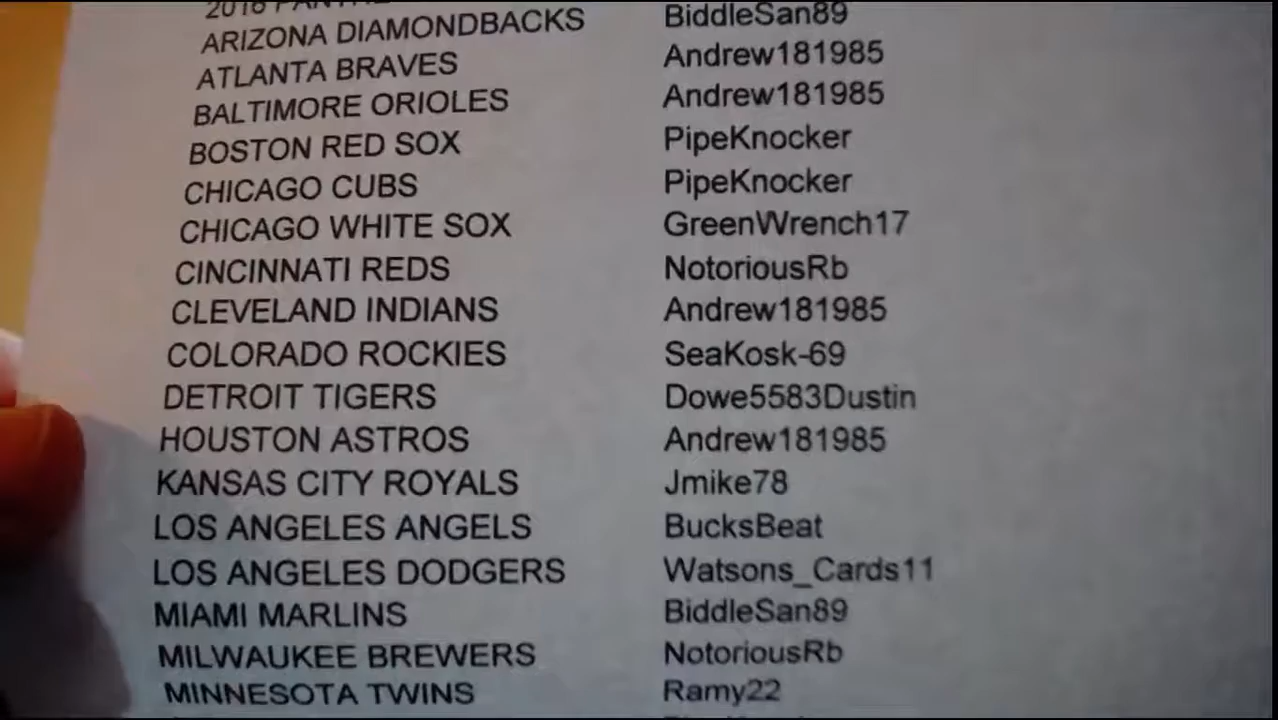 2016
ARIZONA DIAMONDBACKS BiddleSan89
ATLANTA BRAVES Andrew181985
BALTIMORE ORIOLES Andrew181985
BOSTON RED SOX PipeKnocker
CHICAGO CUBS PipeKnocker
CHICAGO WHITE SOX GreenWrench17
CINCINNATI REDS NotoriousRb
CLEVELAND INDIANS Andrew181985
COLORADO ROCKIES SeaKosk-69
DETROIT TIGERS Dowe5583Dustin
HOUSTON ASTROS Andrew181985
KANSAS CITY ROYALS Jmike78
LOS ANGELES ANGELS BucksBeat
LOS ANGELES DODGERS Watsons_Cards11
MIAMI MARLINS BiddleSan89
MILWAUKEE BREWERS NotoriousRb
MINNESOTA TWINS Ramy22